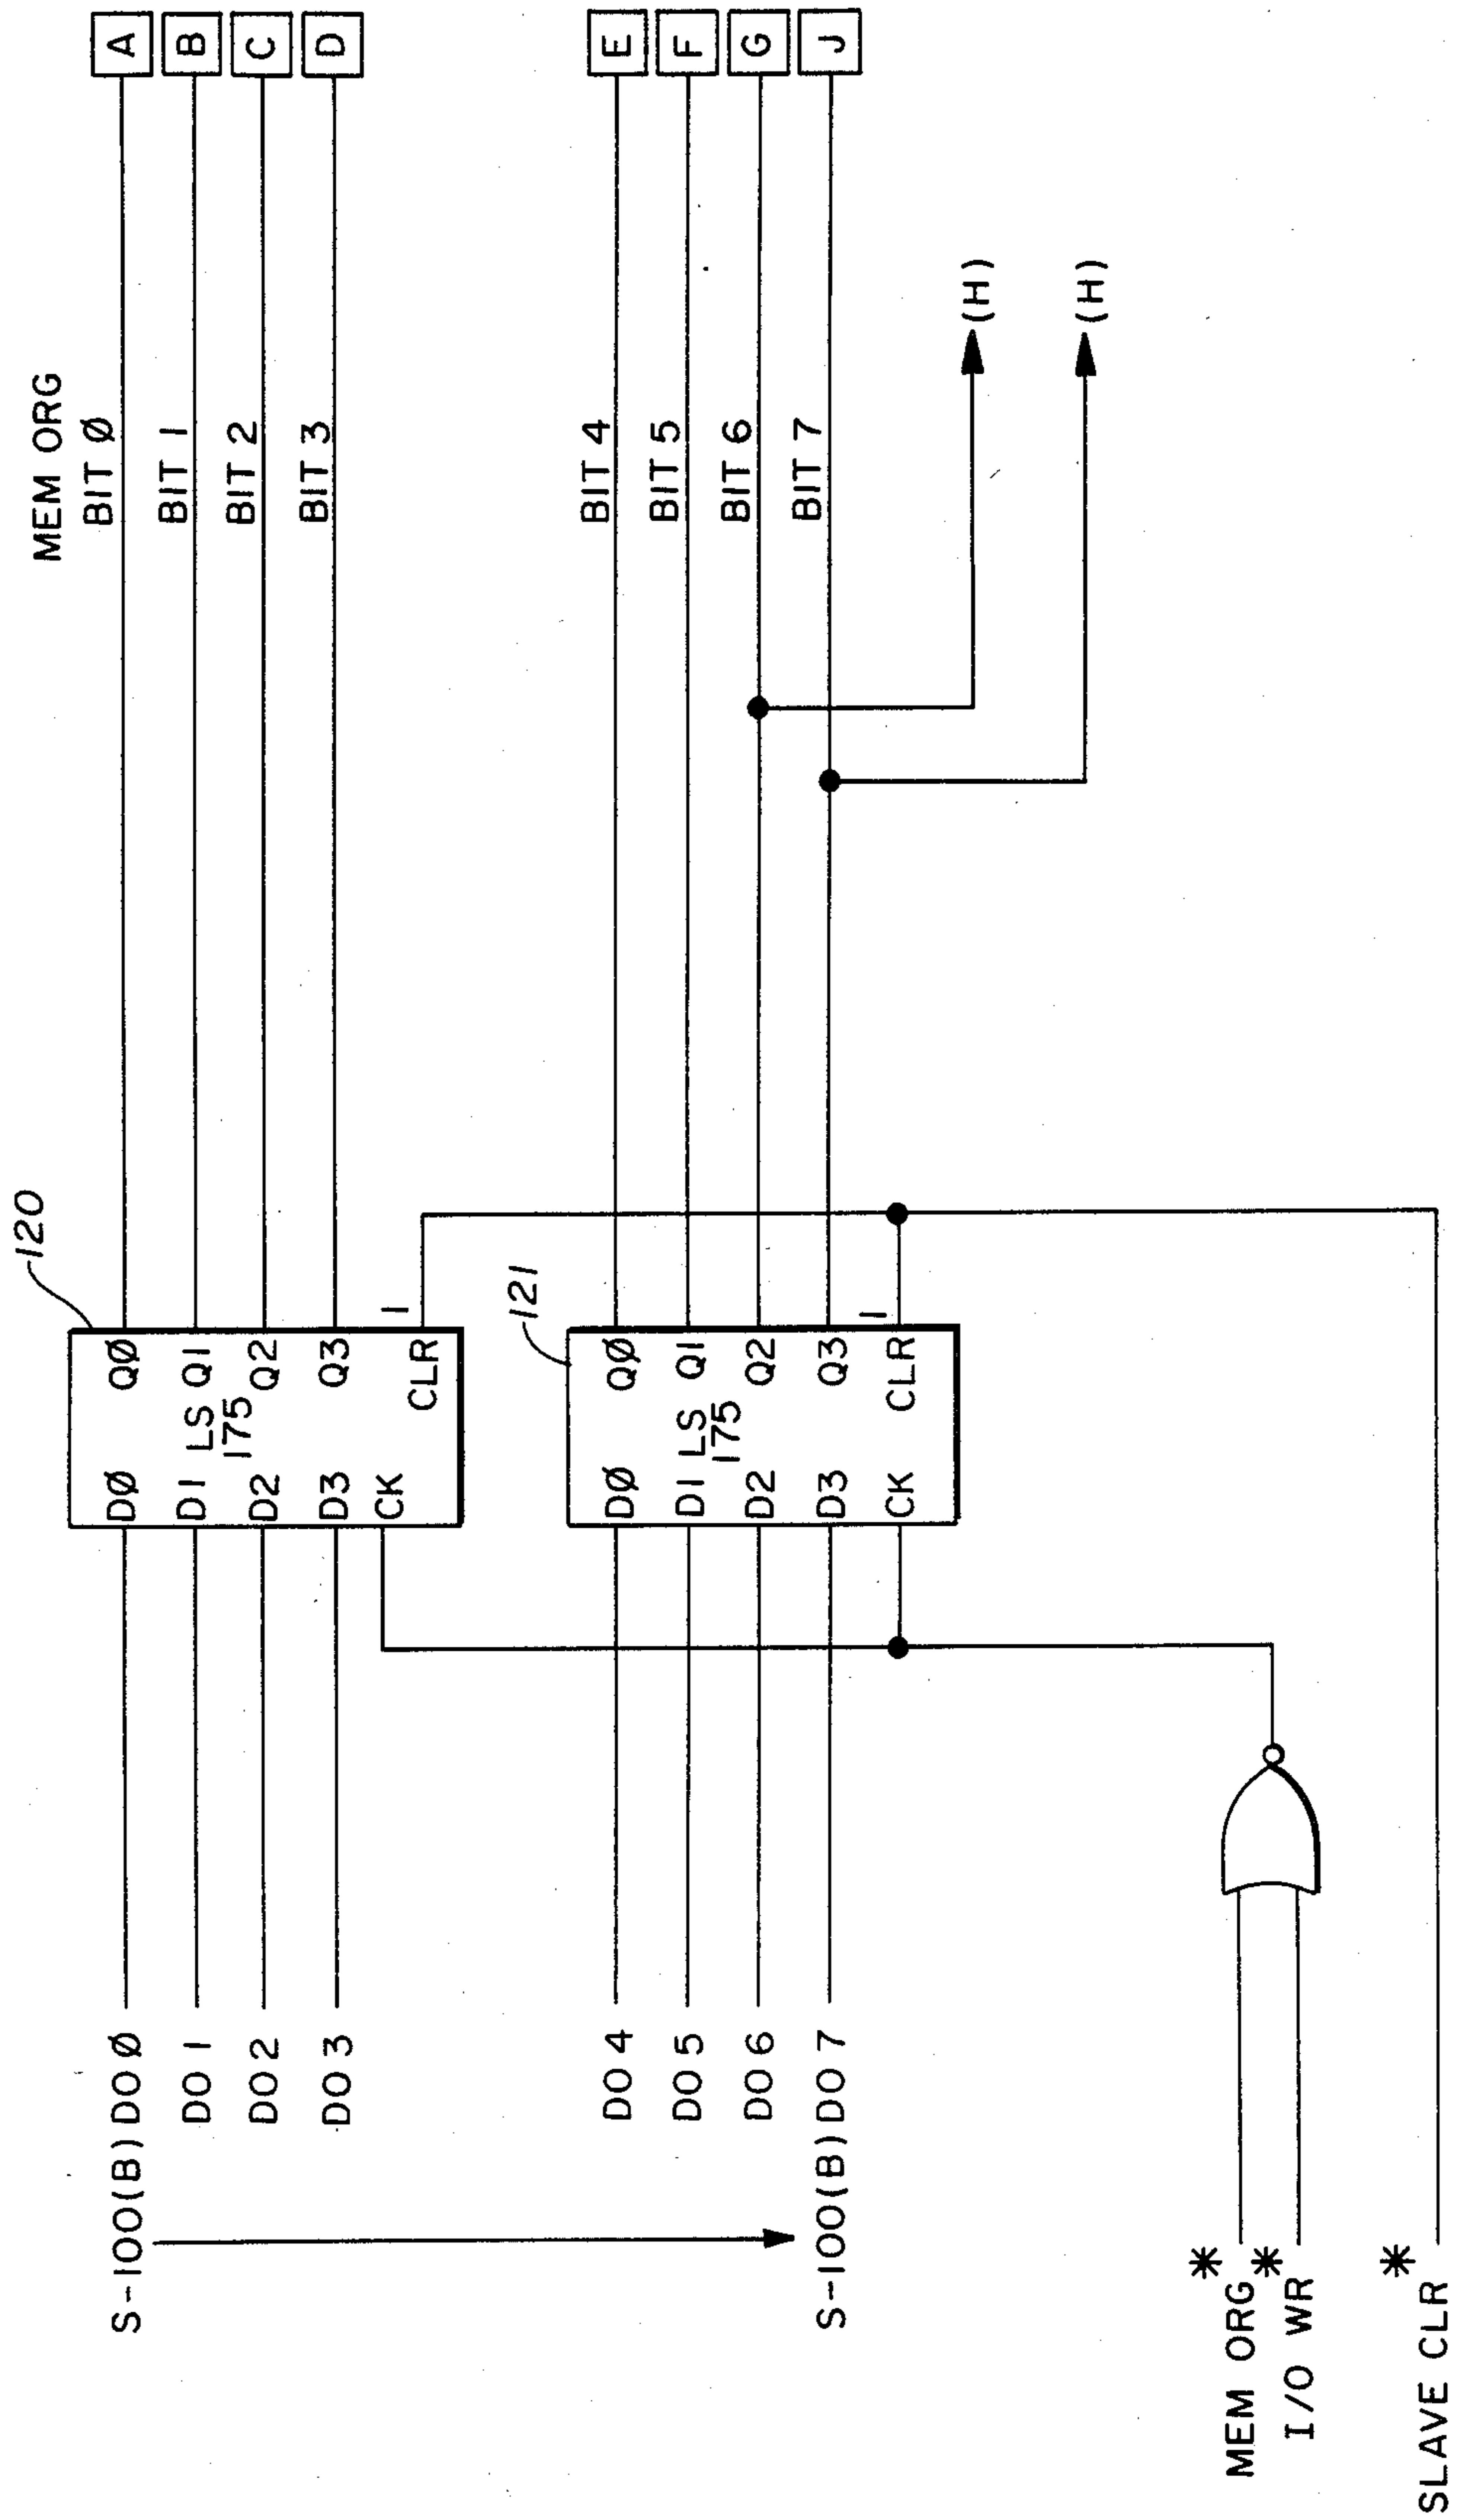 MEM ORG
120
S-100(B) DOØ
DØ
QØ
BIT Ø
A
DO 1
D1
LS
Q1
BIT 1
B
DO 2
D2
175
Q2
BIT 2
C
DO 3
D3
Q3
BIT 3
D
CK
CLR
1
121
DO 4
DØ
QØ
BIT 4
E
DO 5
D1
LS
Q1
BIT 5
F
DO 6
D2
175
Q2
BIT 6
G
S-100(B) DO 7
D3
Q3
BIT 7
J
CK
CLR
1
(H)
(H)
MEM ORG*
I/O WR*
SLAVE CLR*